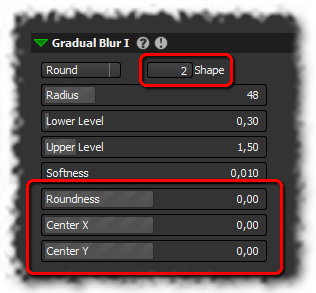 Gradual Blur I ? !
Round 2 Shape
Radius 48
Lower Level 0,30
Upper Level 1,50
Softness 0,010
Roundness 0,00
Center X 0,00
Center Y 0,00